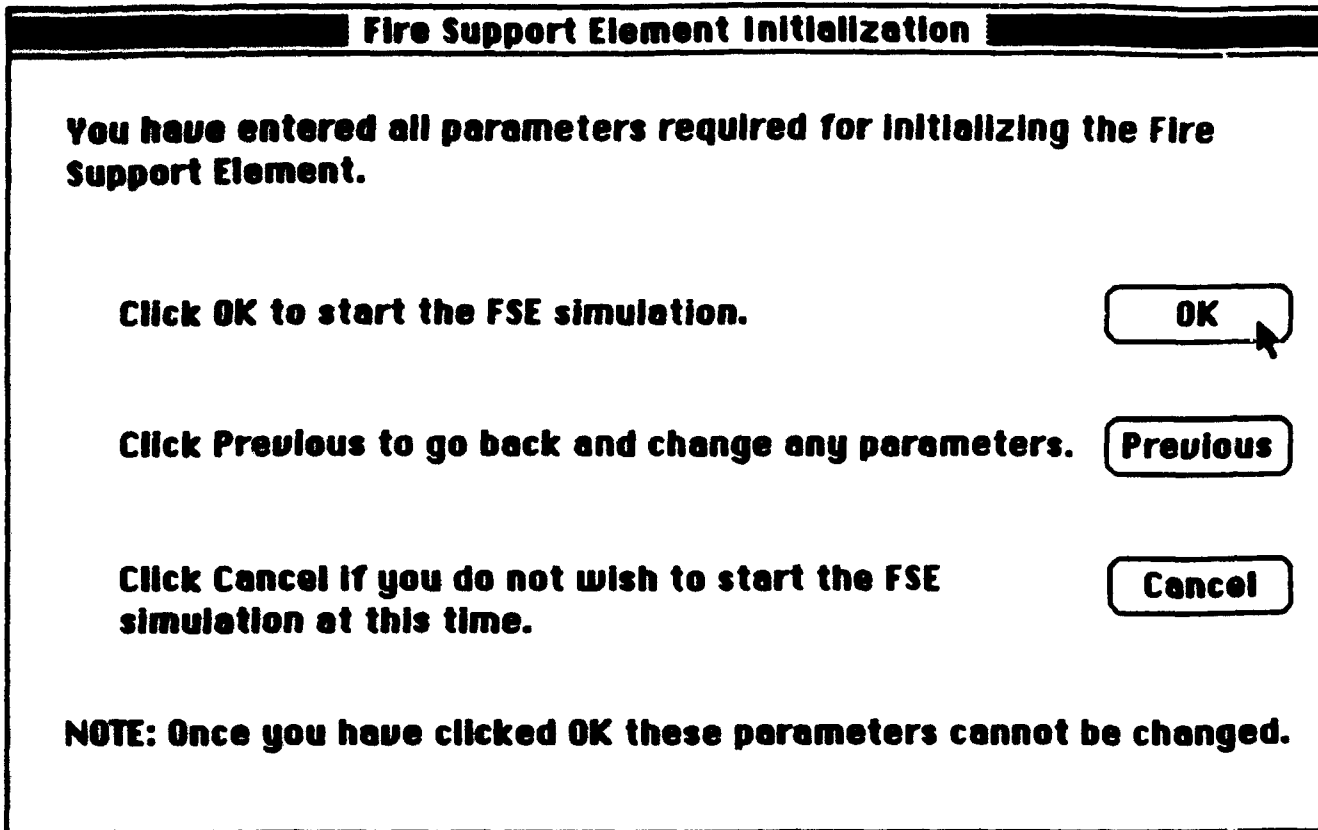 Fire Support Element Initialization
You have entered all parameters required for initializing the Fire
Support Element.
Click OK to start the FSE simulation.
OK
Click Previous to go back and change any parameters.
Previous
Click Cancel if you do not wish to start the FSE
simulation at this time.
Cancel
NOTE: Once you have clicked OK these parameters cannot be changed.